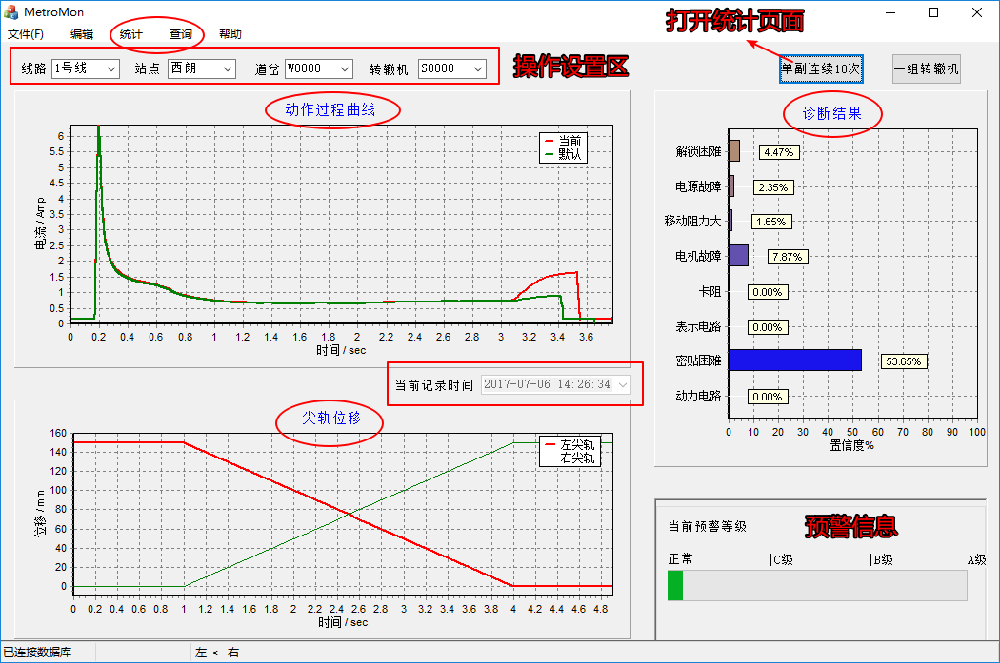 MetroMon
打开统计页面
文件(F) 编辑 统计 查询 帮助
线路 1号线 站点 西朗 道岔 W0000 转辙机 S0000
操作设置区
单副连续10次
一组转辙机
动作过程曲线
当前
默认
电流 / Amp
6
5.5
5
4.5
4
3.5
3
2.5
2
1.5
1
0.5
0
0 0.2 0.4 0.6 0.8 1 1.2 1.4 1.6 1.8 2 2.2 2.4 2.6 2.8 3 3.2 3.4 3.6
时间 / sec
诊断结果
解锁困难 4.47%
电源故障 2.35%
移动阻力大 1.65%
电机故障 7.87%
卡阻 0.00%
表示电路 0.00%
密贴困难 53.65%
动力电路 0.00%
0 10 20 30 40 50 60 70 80 90 100
置信度%
当前记录时间 2017-07-06 14:26:34
尖轨位移
左尖轨
右尖轨
位移 / mm
160
140
120
100
80
60
40
20
0
0 0.2 0.4 0.6 0.8 1 1.2 1.4 1.6 1.8 2 2.2 2.4 2.6 2.8 3 3.2 3.4 3.6 3.8 4 4.2 4.4 4.6 4.8
时间 / sec
当前预警等级
预警信息
正常 |C级 |B级 A级
已连接数据库 左 <- 右